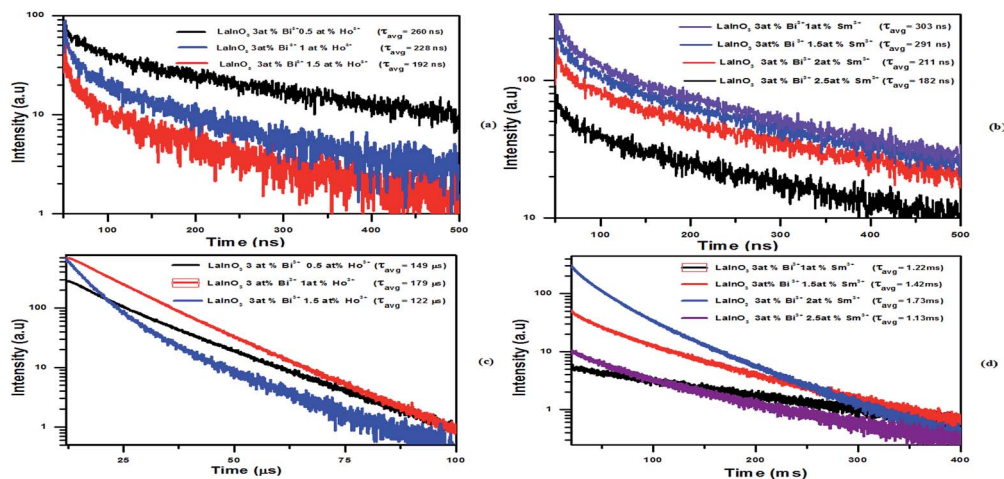 LaInO₃ 3at % Bi³⁺0.5 at % Ho³⁺ (τavg = 260 ns)
LaInO₃ 3at% Bi³⁺ 1 at % Ho³⁺ (τavg = 228 ns)
LaInO₃ 3at% Bi³⁺ 1.5 at % Ho³⁺ (τavg = 192 ns)
(a)
100
10
1
Intensity (a.u)
100
200
300
400
500
Time (ns)
LaInO₃ 3at % Bi³⁺1at % Sm³⁺ (τavg = 303 ns)
LaInO₃ 3at% Bi³⁺ 1.5at% Sm³⁺ (τavg = 291 ns)
LaInO₃ 3at% Bi³⁺ 2at % Sm³⁺ (τavg = 211 ns)
LaInO₃ 3at% Bi³⁺ 2.5at % Sm³⁺ (τavg = 182 ns)
(b)
100
10
Intensity (a.u)
100
200
300
400
500
Time (ns)
LaInO₃ 3 at % Bi³⁺ 0.5 at% Ho³⁺ (τavg = 149 μs)
LaInO₃ 3 at% Bi³⁺ 1at % Ho³⁺ (τavg = 179 μs)
LaInO₃ 3at% Bi³⁺ 1.5 at% Ho³⁺ (τavg = 122 μs)
(c)
100
10
1
Intensity (a.u)
25
50
75
100
Time (μs)
LaInO₃ 3at% Bi³⁺1at % Sm³⁺ (τavg = 1.22ms)
LaInO₃ 3at% Bi³⁺ 1.5at % Sm³⁺ (τavg = 1.42ms)
LaInO₃ 3at% Bi³⁺ 2at % Sm³⁺ (τavg = 1.73ms)
LaInO₃ 3at% Bi³⁺ 2.5at % Sm³⁺ (τavg = 1.13ms)
(d)
100
10
1
Intensity (a.u)
100
200
300
400
Time (ms)